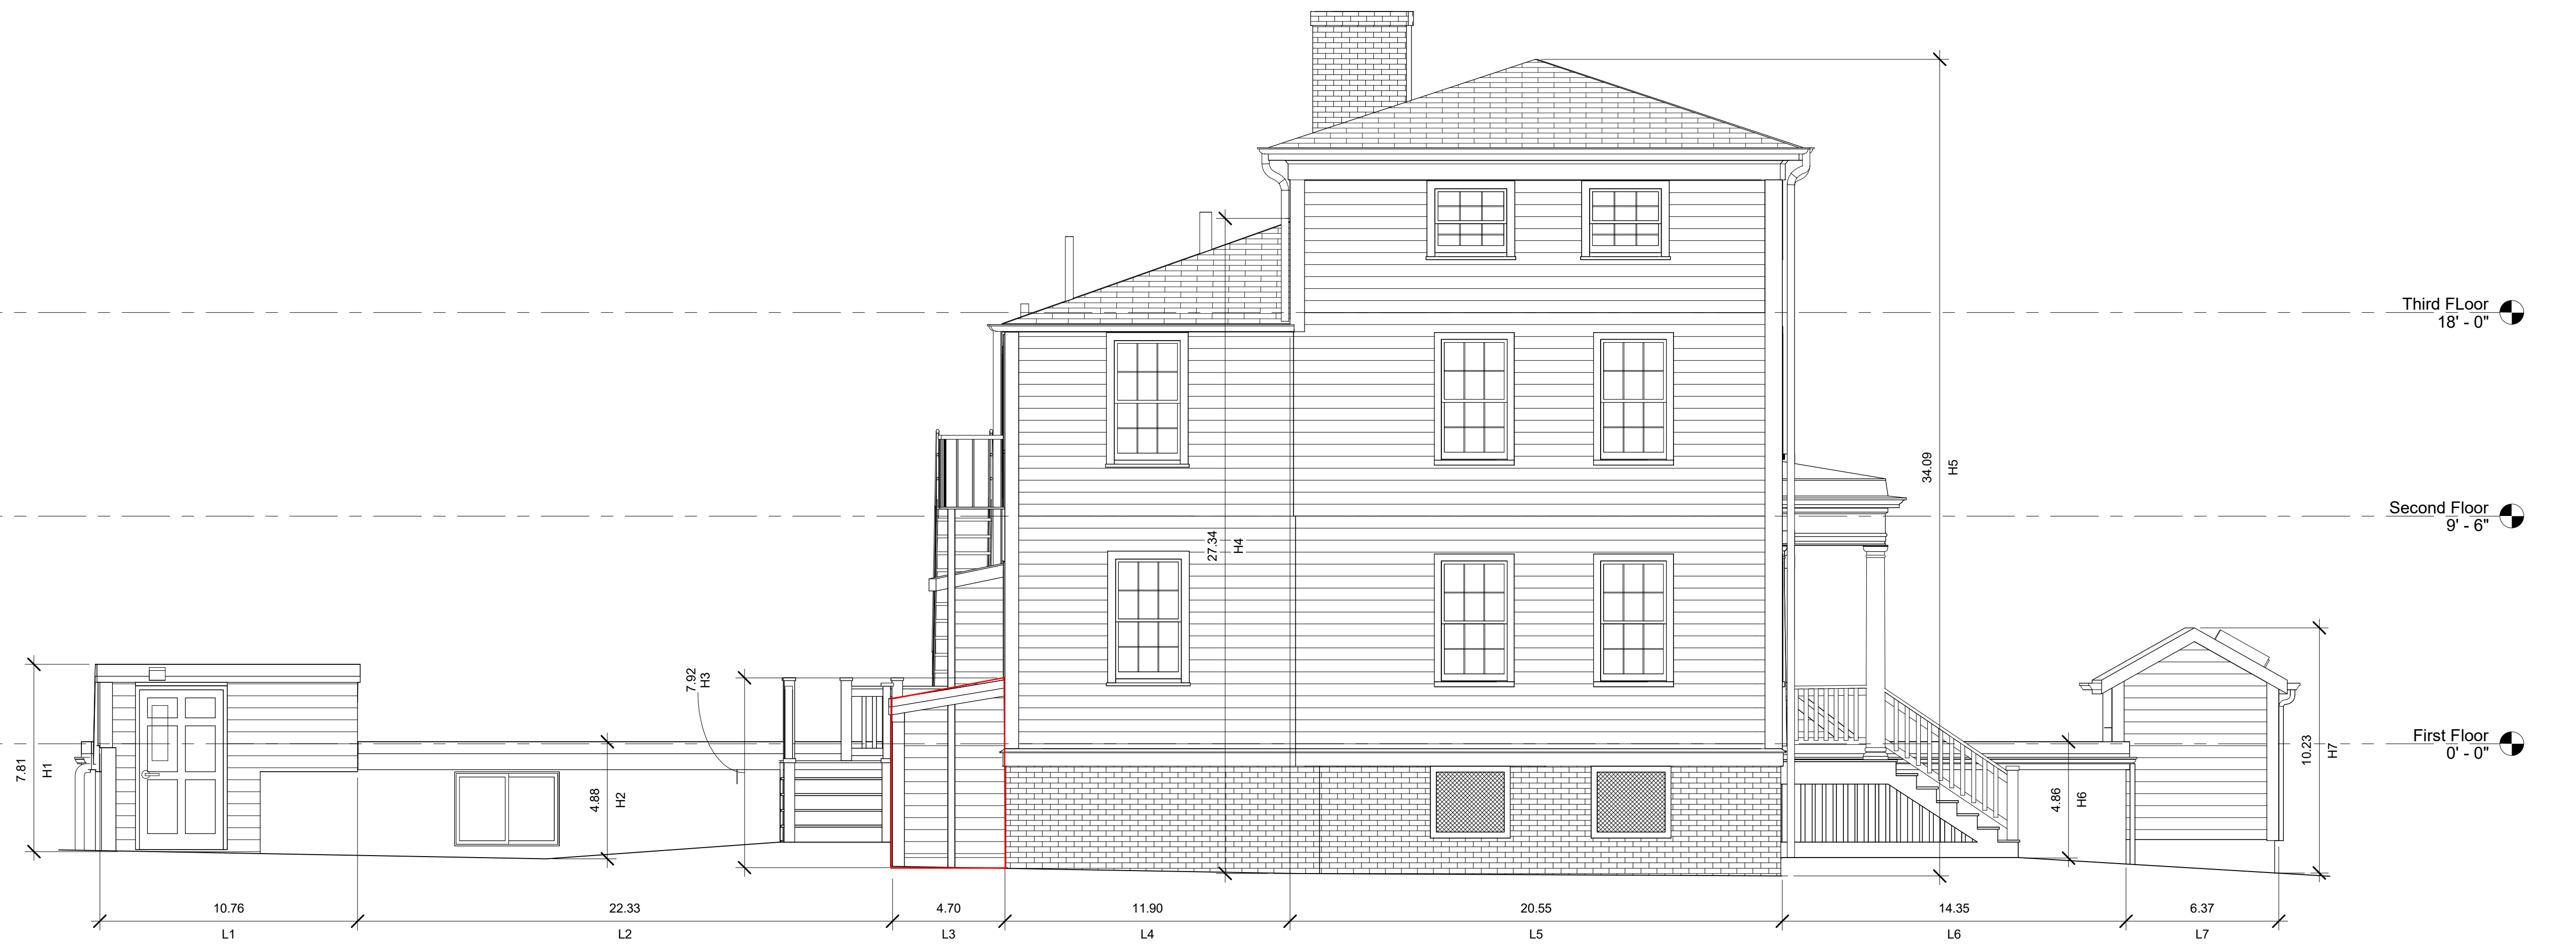 Third FLoor
18' - 0"
Second Floor
9' - 6"
First Floor
0' - 0"
7.81
H1
4.88
H2
7.92
H3
27.34
H4
34.09
H5
4.86
H6
10.23
H7
10.76
22.33
4.70
11.90
20.55
14.35
6.37
L1
L2
L3
L4
L5
L6
L7